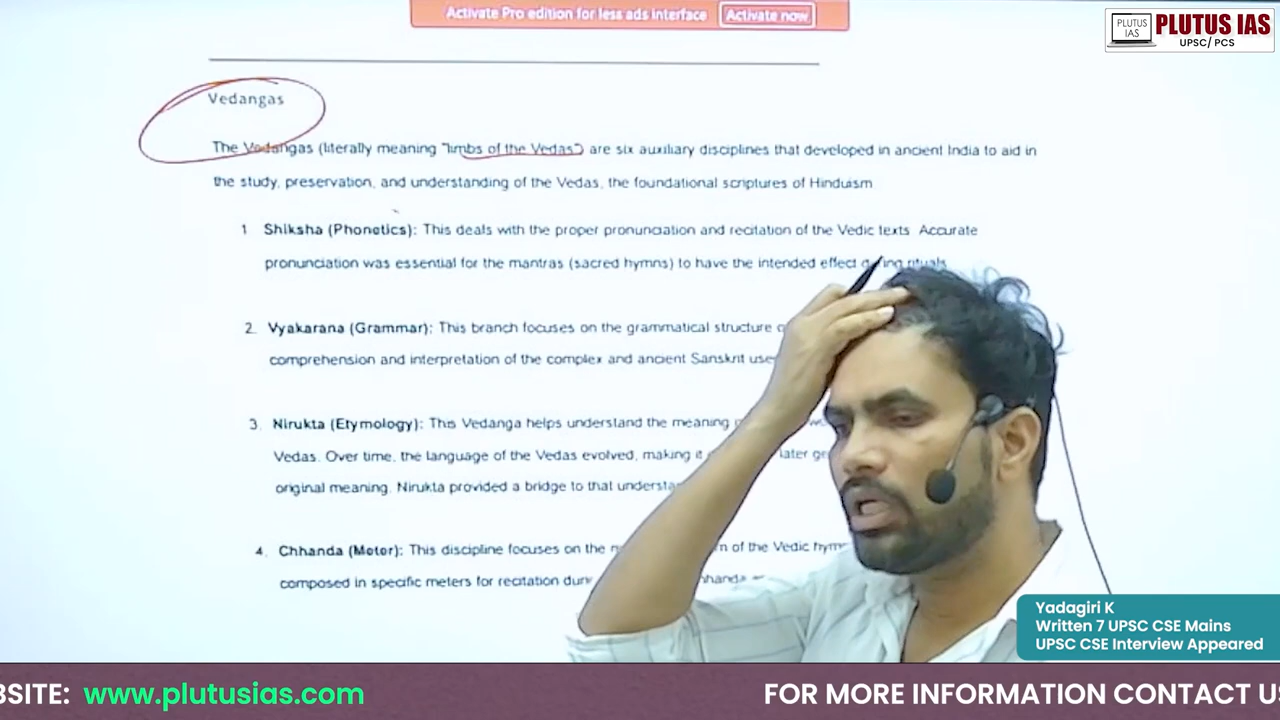 Activate Pro edition for less ads interface Activate now
PLUTUS IAS
PLUTUS IAS
UPSC/ PCS
Vedangas
The Vedangas (literally meaning "limbs of the Vedas") are six auxiliary disciplines that developed in ancient India to aid in
the study, preservation, and understanding of the Vedas, the foundational scriptures of Hinduism
1 Shiksha (Phonetics): This deals with the proper pronunciation and recitation of the Vedic texts Accurate
pronunciation was essential for the mantras (sacred hymns) to have the intended effect during rituals
2. Vyakarana (Grammar): This branch focuses on the grammatical structure
comprehension and interpretation of the complex and ancient Sanskrit
3. Nirukta (Etymology): This Vedanga helps understand the meaning
Vedas. Over time, the language of the Vedas evolved, making it later
original meaning. Nirukta provided a bridge to that
4. Chhanda (Meter): This discipline focuses on the of the Vedic
composed in specific meters for recitation
Yadagiri K
Written 7 UPSC CSE Mains
UPSC CSE Interview Appeared
BSITE: www.plutusias.com FOR MORE INFORMATION CONTACT US